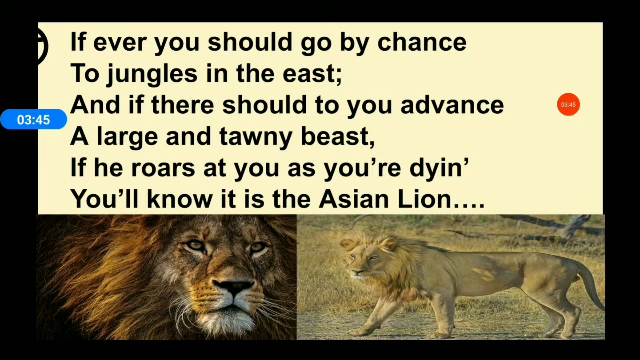 If ever you should go by chance
To jungles in the east;
And if there should to you advance
03:45
03:45
A large and tawny beast,
If he roars at you as you're dyin'
You'll know it is the Asian Lion....